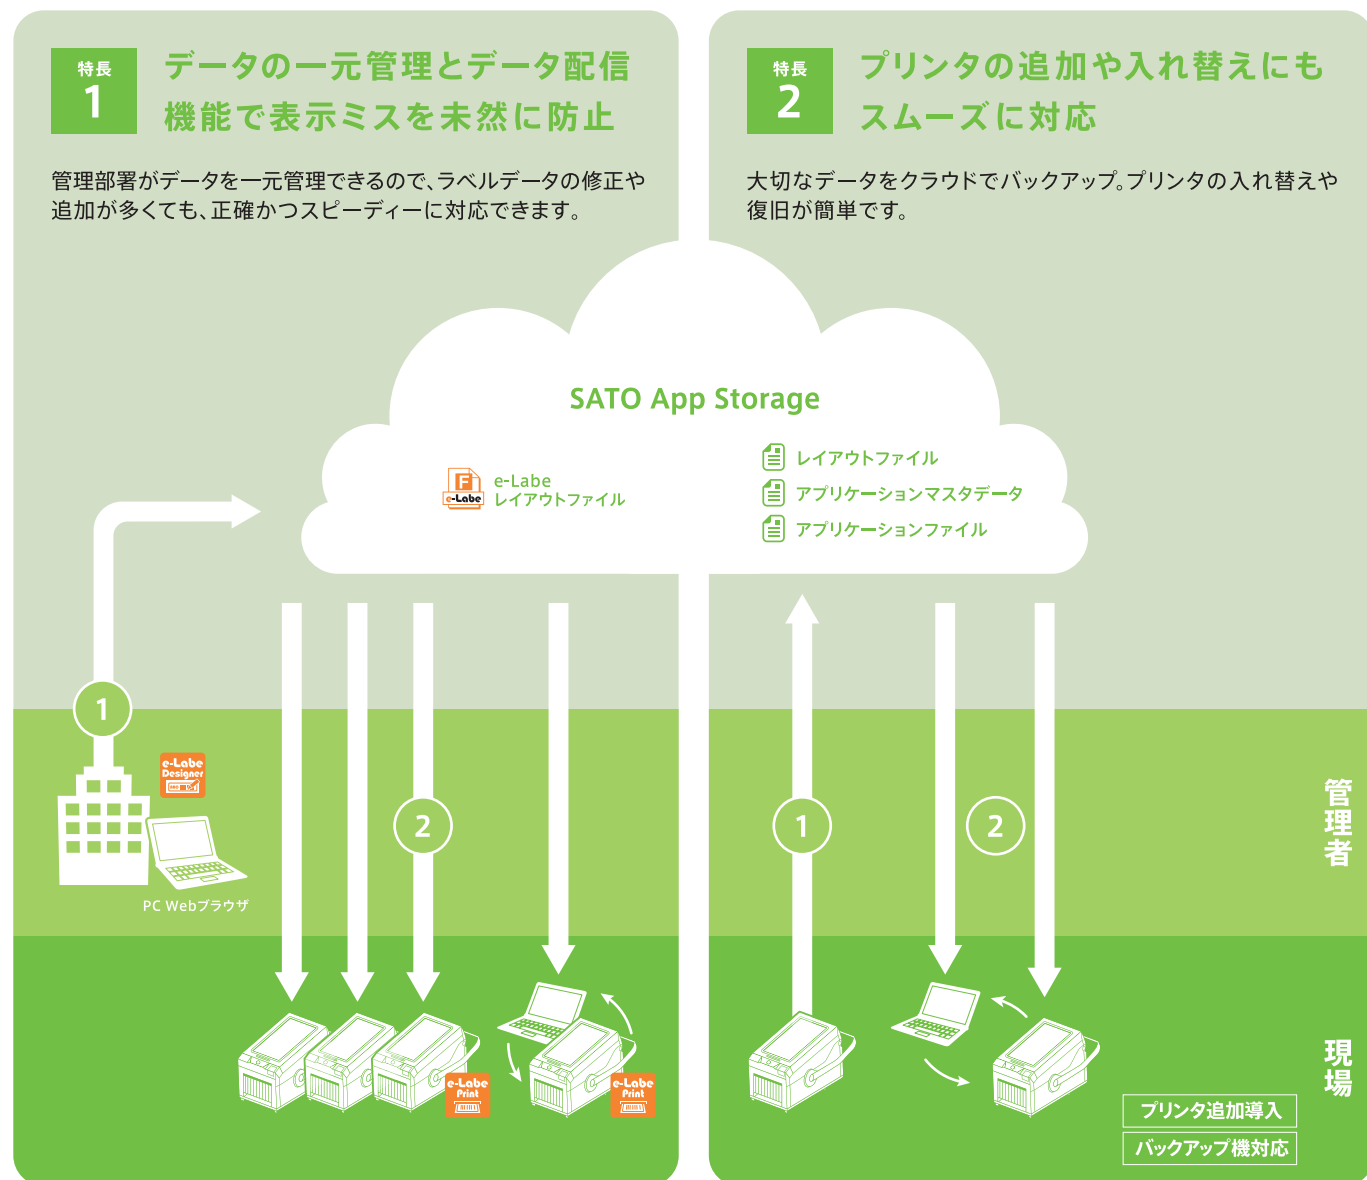 特長
1
データの一元管理とデータ配信
機能で表示ミスを未然に防止
管理部署がデータを一元管理できるので、ラベルデータの修正や
追加が多くても、正確かつスピーディーに対応できます。
特長
2
プリンタの追加や入れ替えにも
スムーズに対応
大切なデータをクラウドでバックアップ。プリンタの入れ替えや
復旧が簡単です。
SATO App Storage
F
e-Labe
e-Labe
レイアウトファイル
レイアウトファイル
アプリケーションマスタデータ
アプリケーションファイル
1
e-Labe
Designer
PC Webブラウザ
2
1
2
管理者
e-Labe
Print
e-Labe
Print
現場
プリンタ追加導入
バックアップ機対応